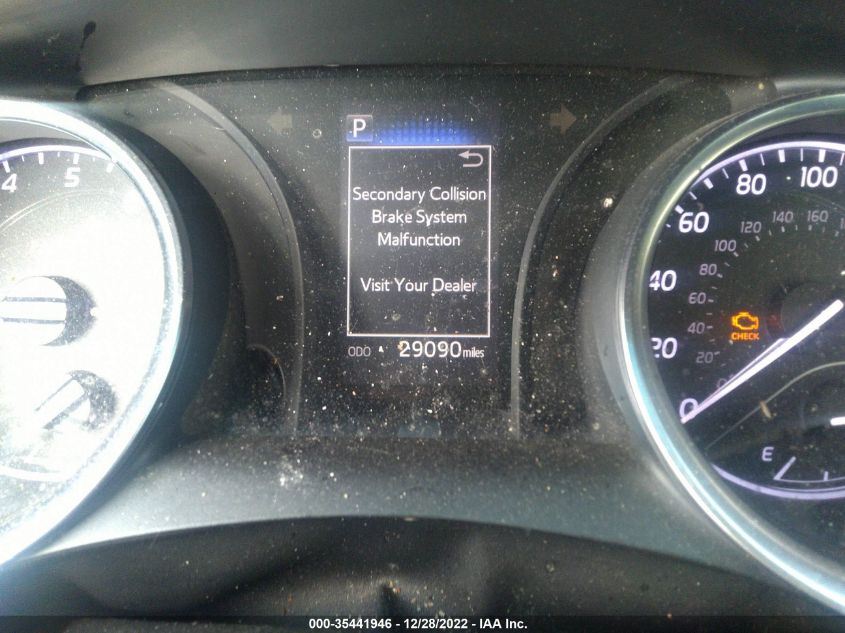 P
Secondary Collision
Brake System
Malfunction
Visit Your Dealer
ODO 29090 miles
4 5
0 20 40 60 80 100
20 40 60 80 100 120 140 160
CHECK
E
000-35441946 - 12/28/2022 - IAA Inc.